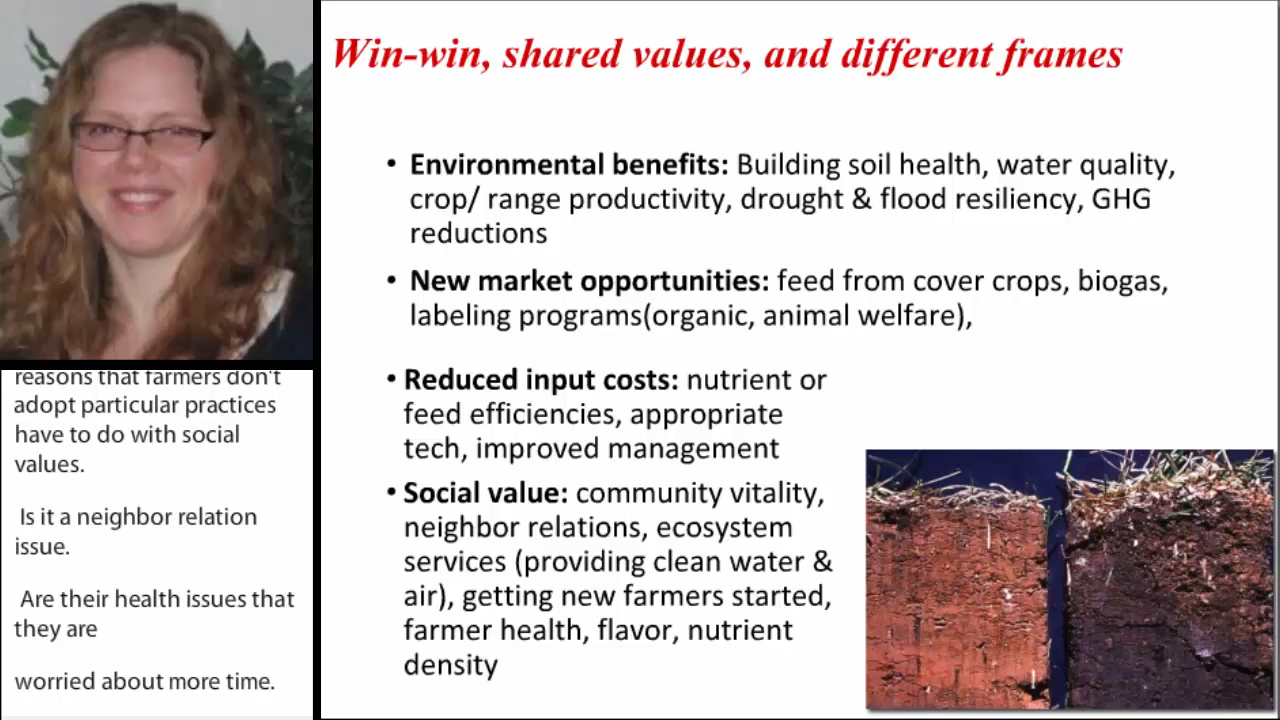 Win-win, shared values, and different frames
• Environmental benefits: Building soil health, water quality,
crop/ range productivity, drought & flood resiliency, GHG
reductions
• New market opportunities: feed from cover crops, biogas,
labeling programs(organic, animal welfare),
• Reduced input costs: nutrient or
feed efficiencies, appropriate
tech, improved management
• Social value: community vitality,
neighbor relations, ecosystem
services (providing clean water &
air), getting new farmers started,
farmer health, flavor, nutrient
density
reasons that farmers don't
adopt particular practices
have to do with social
values.
Is it a neighbor relation
issue.
Are their health issues that
they are
worried about more time.